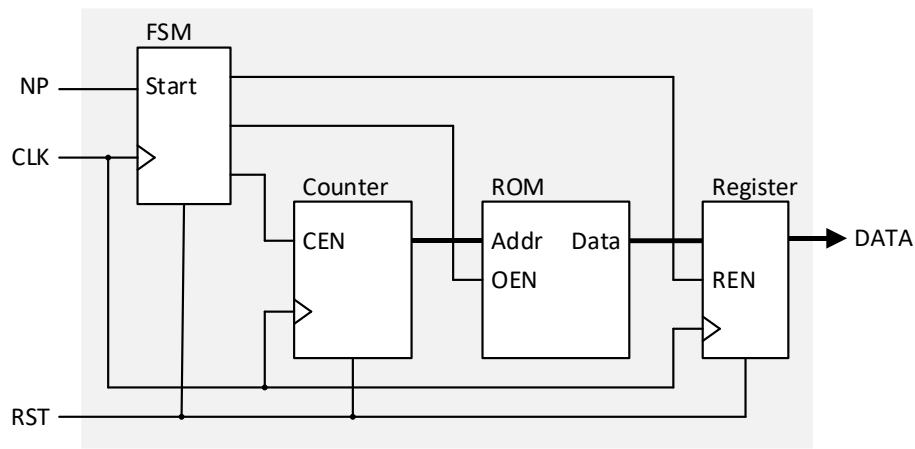 FSM
NP
Start
CLK
Counter
ROM
Register
CEN
Addr
Data
DATA
OEN
REN
RST